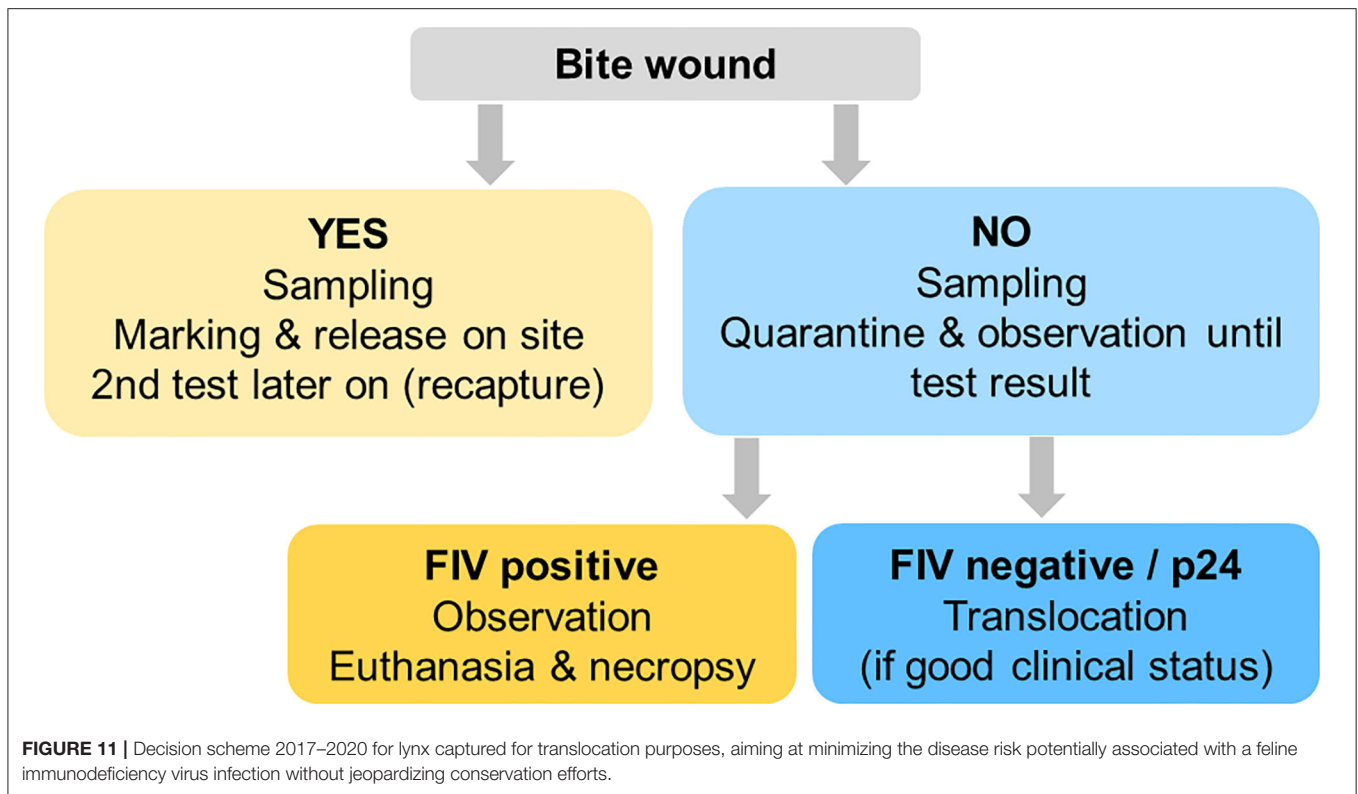 Bite wound
YES
Sampling
Marking & release on site
2nd test later on (recapture)
NO
Sampling
Quarantine & observation until
test result
FIV positive
Observation
Euthanasia & necropsy
FIV negative / p24
Translocation
(if good clinical status)
FIGURE 11 | Decision scheme 2017–2020 for lynx captured for translocation purposes, aiming at minimizing the disease risk potentially associated with a feline
immunodeficiency virus infection without jeopardizing conservation efforts.